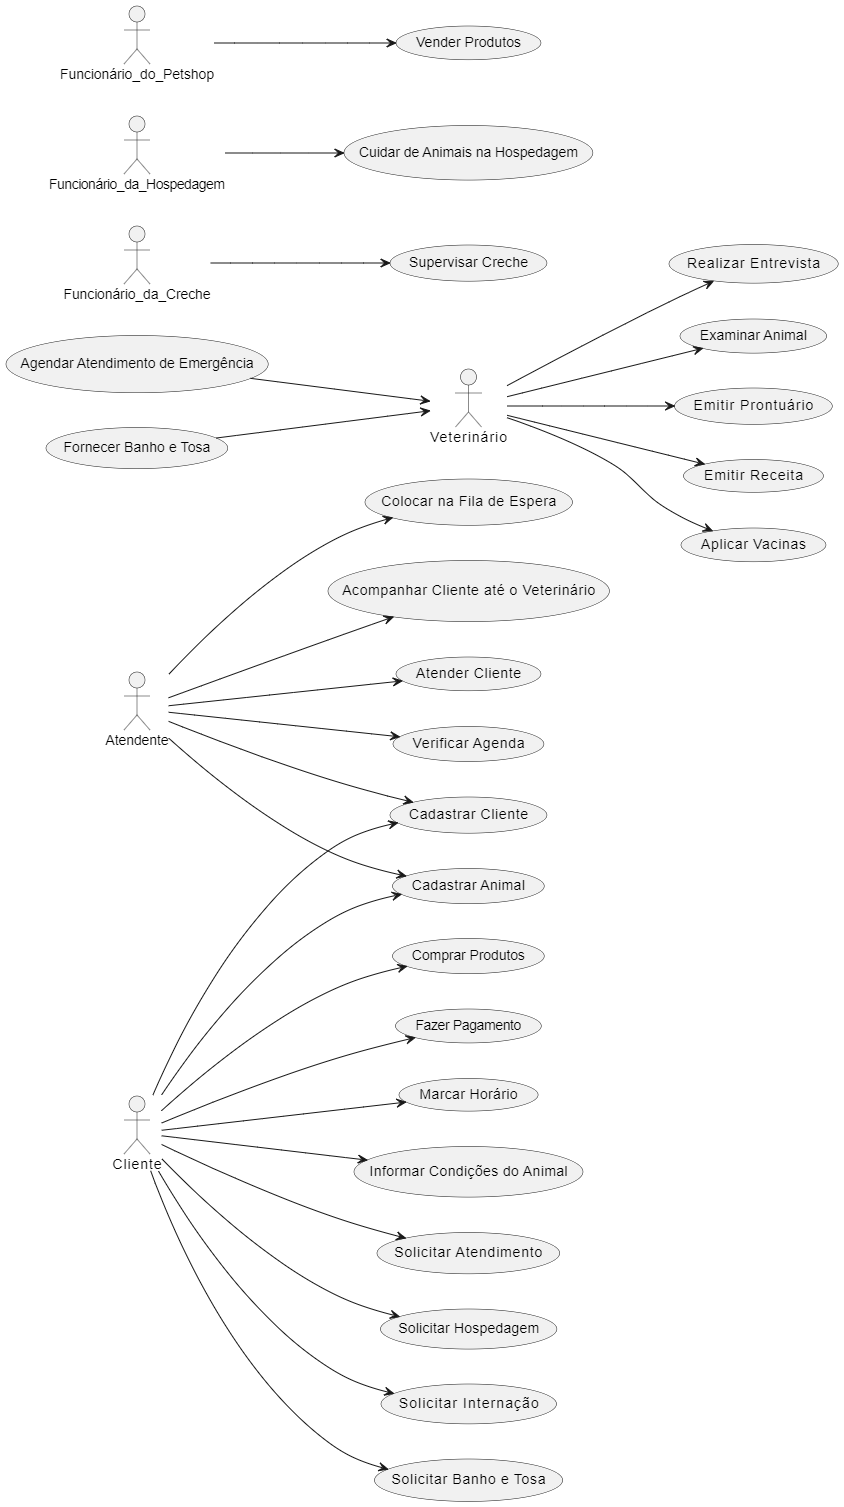 Vender Produtos
Funcionário_do_Petshop
Cuidar de Animais na Hospedagem
Funcionário_da_Hospedagem
Supervisar Creche
Realizar Entrevista
Funcionário_da_Creche
Examinar Animal
Agendar Atendimento de Emergência
Emitir Prontuário
Veterinário
Fornecer Banho e Tosa
Emitir Receita
Colocar na Fila de Espera
Aplicar Vacinas
Acompanhar Cliente até o Veterinário
Atender Cliente
Atendente
Verificar Agenda
Cadastrar Cliente
Cadastrar Animal
Comprar Produtos
Fazer Pagamento
Marcar Horário
Cliente
Informar Condições do Animal
Solicitar Atendimento
Solicitar Hospedagem
Solicitar Internação
Solicitar Banho e Tosa